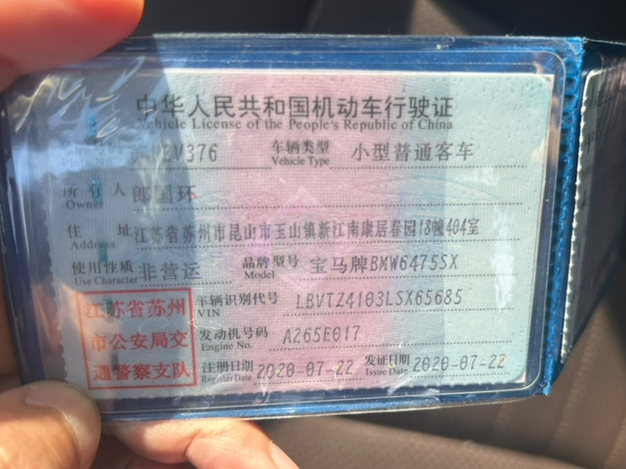 中华人民共和国机动车行驶证
Vehicle License of the People's Republic of China
V376 车辆类型 小型普通客车
Vehicle Type
所有人 郎国环
Owner
住址 江苏省苏州市昆山市玉山镇新江南康居春园18幢404室
Address
使用性质 非营运 品牌型号 宝马牌BMW6475SX
Use Character Model
江苏省苏州 车辆识别代号 LBVTZ4103LSX65685
VIN
市公安局交 发动机号码 A265E017
Engine No.
通警察支队 注册日期 2020-07-22 发证日期 2020-07-22
Register Date Issue Date